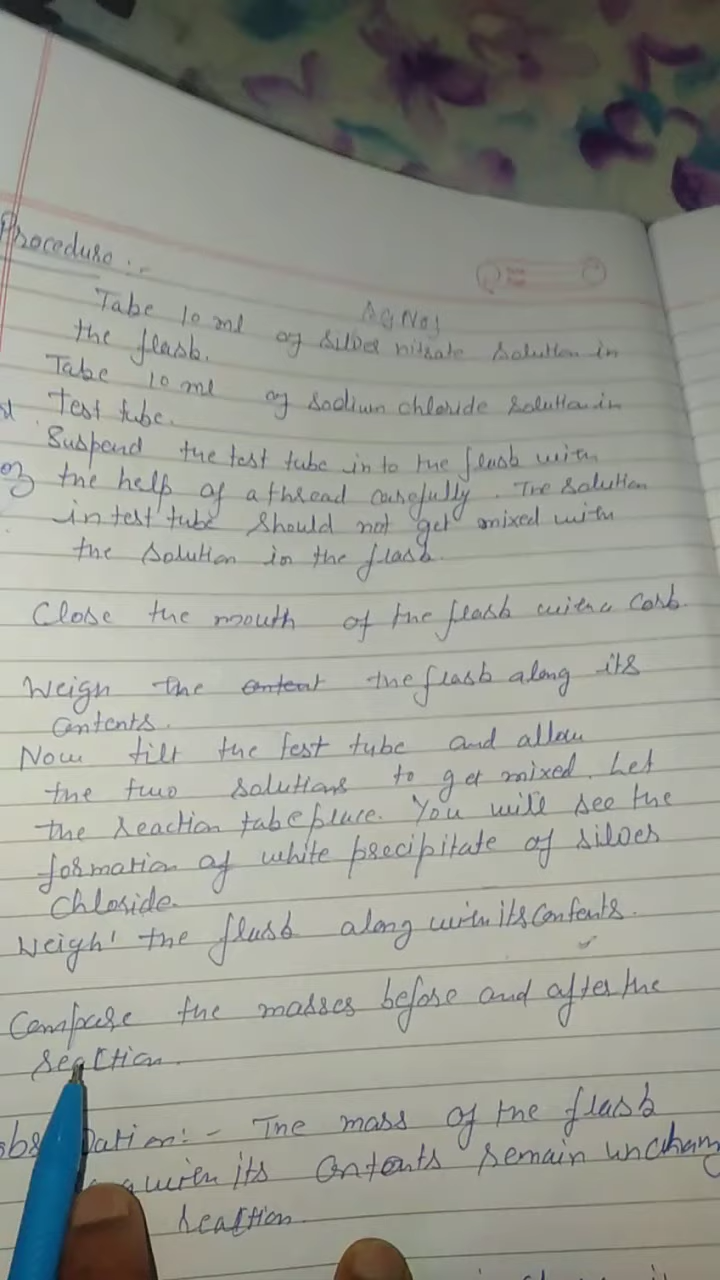 Procedure :-
Take 10 ml of silver nitrate solution in
AgNO3
the flask.
Take 10 ml of sodium chloride solution in
test tube.
Suspend the test tube in to the flask with
the help of a thread carefully. The solution
in test tube should not get mixed with
the solution in the flask.
Close the mouth of the flask with a cork.
Weigh the content the flask along its
contents.
Now tilt the test tube and allow
the two solutions to get mixed. Let
the reaction take place. You will see the
formation of white precipitate of silver
chloride.
Weigh the flask along with its contents.
Compare the masses before and after the
reaction.
The mass of the flask
with its contents remain unchang
reaction.